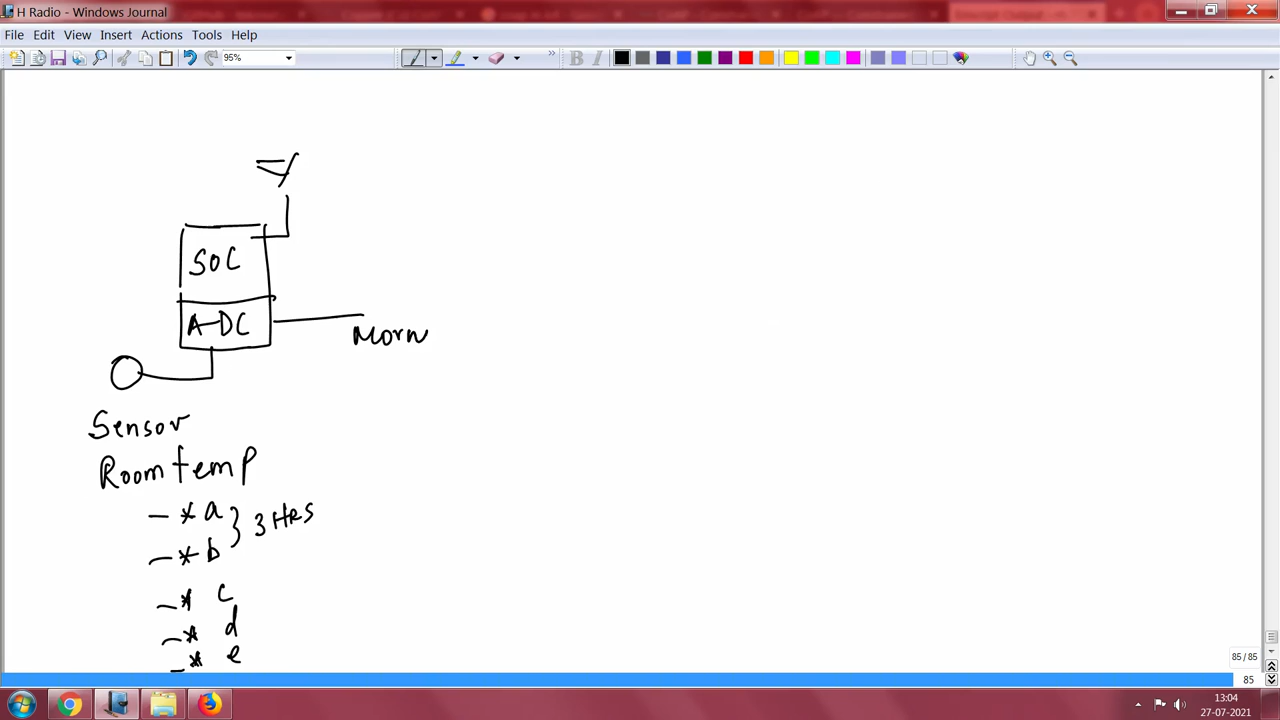 H Radio - Windows Journal
File Edit View Insert Actions Tools Help
95%
B I
SOC
A-DC
Morn
Sensor
Room temp
- * a
3 Hrs
- * b
- * c
- * d
- * e
85 / 85
85
13:04
27-07-2021